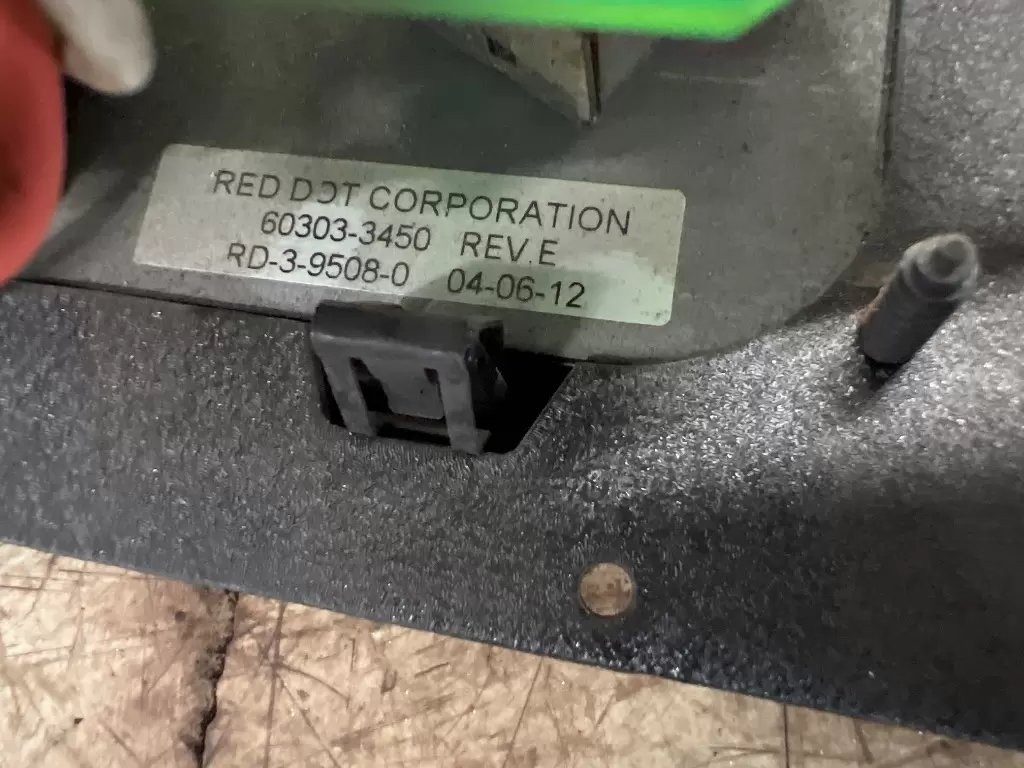 RED DOT CORPORATION
60303-3450 REV.E
RD-3-9508-0 04-06-12